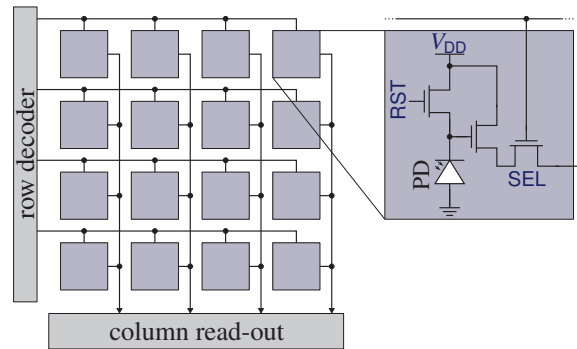 row decoder
V_DD
RST
PD
SEL
column read-out